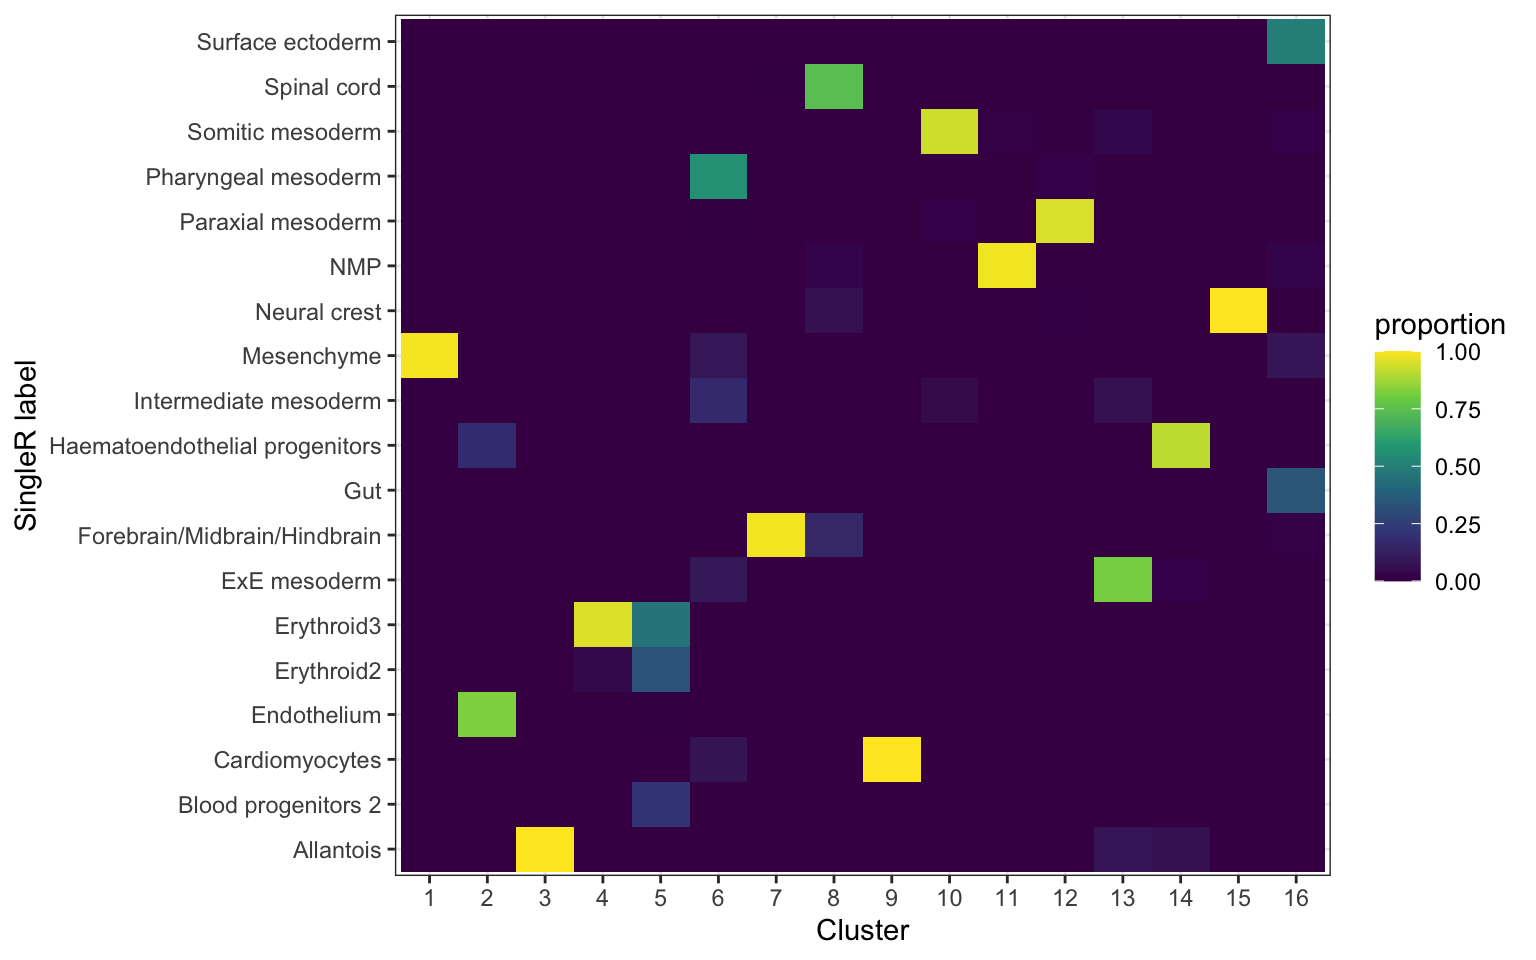 SingleR label
Surface ectoderm
Spinal cord
Somitic mesoderm
Pharyngeal mesoderm
Paraxial mesoderm
NMP
Neural crest
Mesenchyme
Intermediate mesoderm
Haematoendothelial progenitors
Gut
Forebrain/Midbrain/Hindbrain
ExE mesoderm
Erythroid3
Erythroid2
Endothelium
Cardiomyocytes
Blood progenitors 2
Allantois
1 2 3 4 5 6 7 8 9 10 11 12 13 14 15 16
Cluster
proportion
1.00
0.75
0.50
0.25
0.00